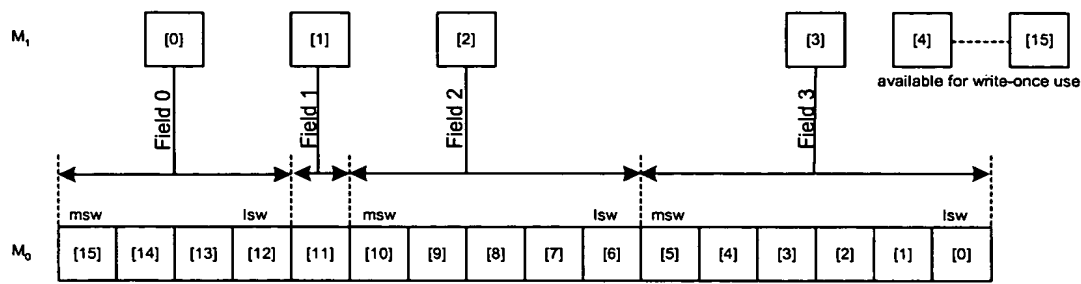 M₁ [0] [1] [2] [3] [4] [15]
available for write-once use
Field 0 Field 1 Field 2 Field 3
msw lsw msw lsw msw lsw
M₀ [15] [14] [13] [12] [11] [10] [9] [8] [7] [6] [5] [4] [3] [2] [1] [0]